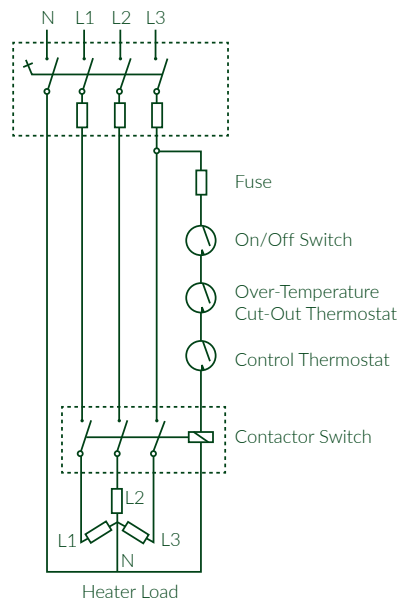 N L1 L2 L3
Fuse
On/Off Switch
Over-Temperature
Cut-Out Thermostat
Control Thermostat
Contactor Switch
L2
L1
L3
N
Heater Load